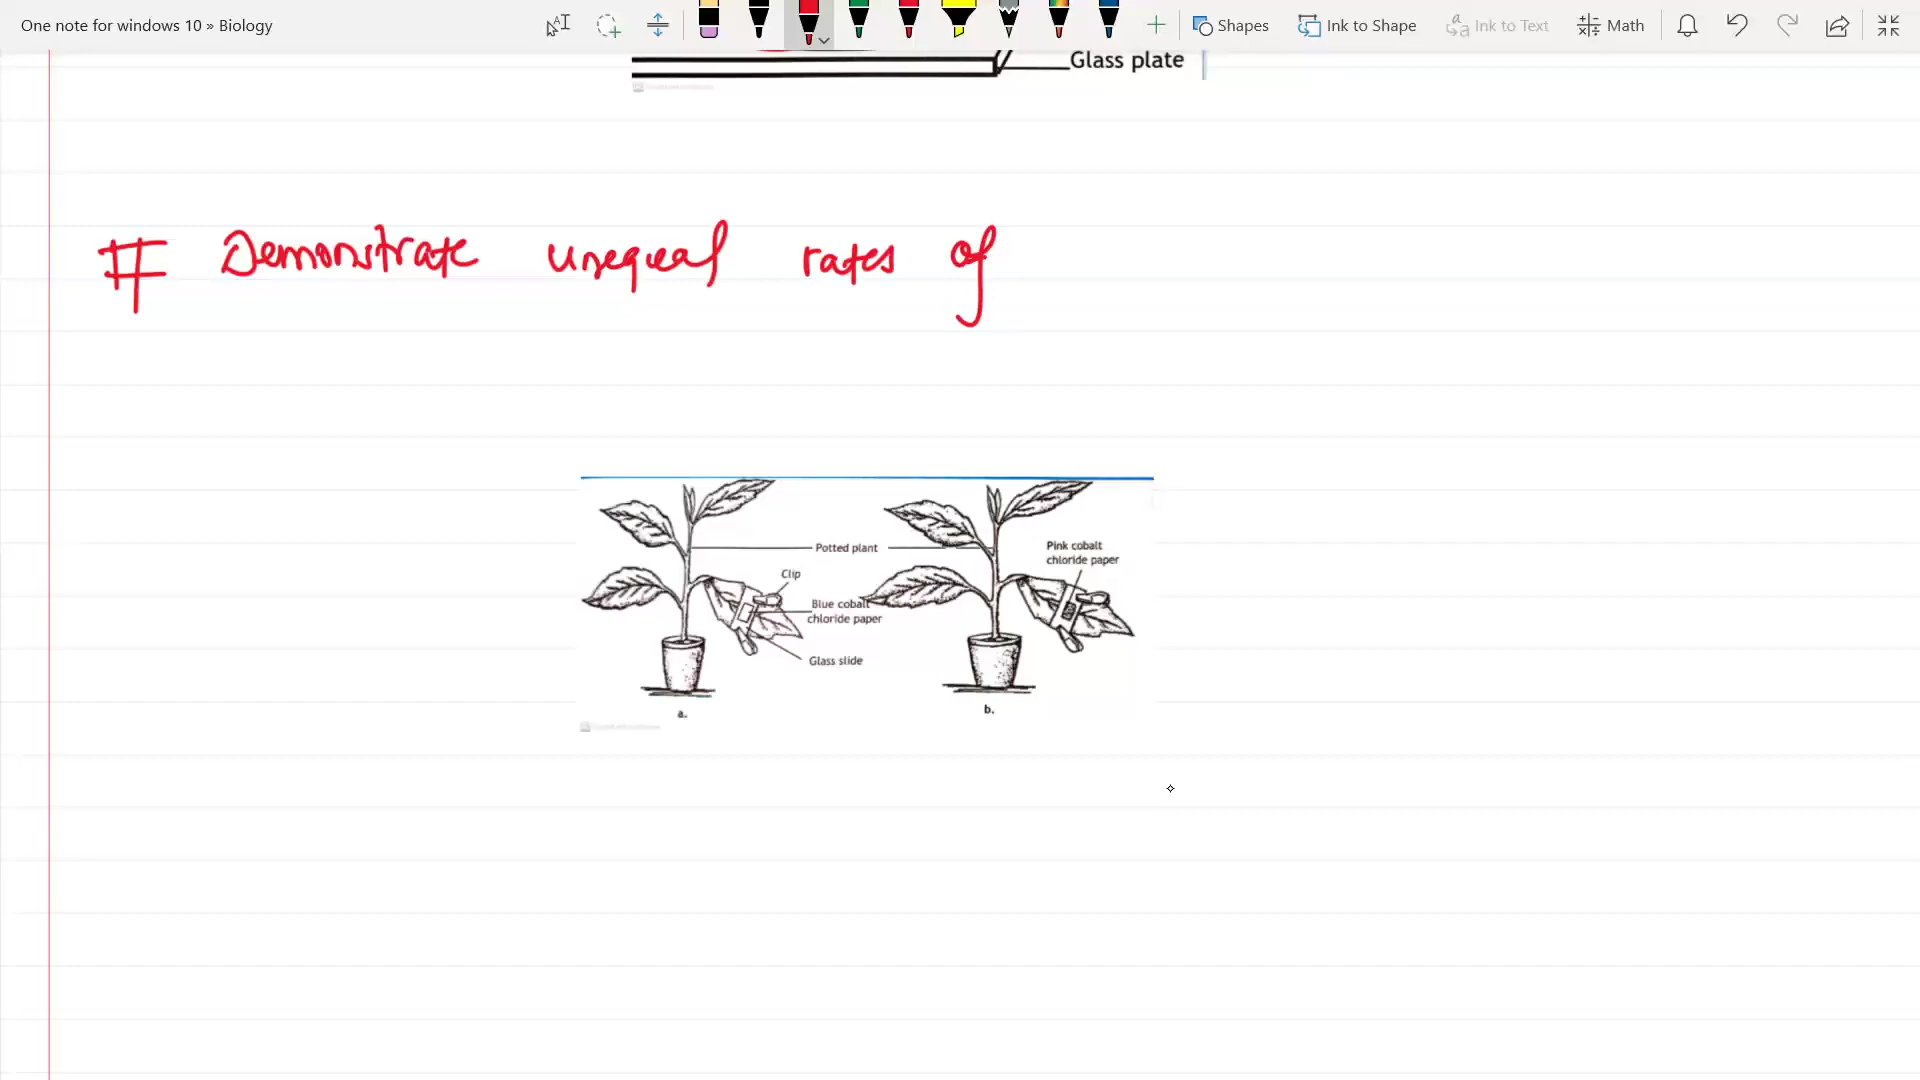 One note for windows 10 » Biology
Shapes
Ink to Shape
Ink to Text
Math
Glass plate
# Demonstrate unequal rates of
Potted plant
Pink cobalt
chloride paper
Clip
Blue cobalt
chloride paper
Glass slide
a.
b.